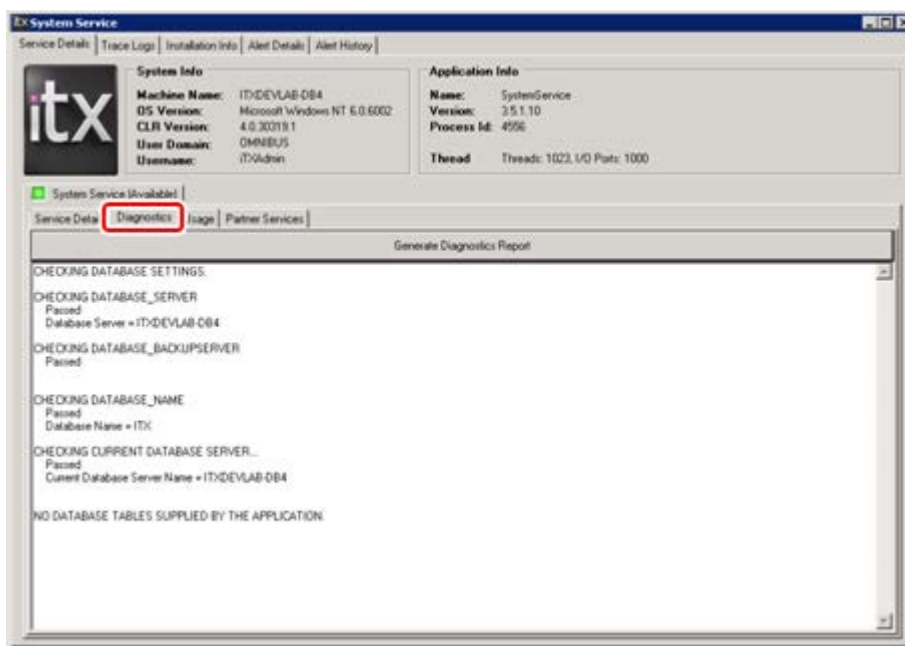 itx System Service
Service Details Trace Logs Installation Info Alert Details Alert History
itx
System Info
Machine Name: ITXDEVLAB-DB4
OS Version: Microsoft Windows NT 6.0.6002
CLR Version: 4.0.30319.1
User Domain: OMNIBUS
Username: iTXAdmin
Application Info
Name: SystemService
Version: 3.5.1.10
Process Id: 4556
Thread Threads: 1023, I/O Ports: 1000
System Service (Available)
Service Detai Diagnostics Usage Partner Services
Generate Diagnostics Report
CHECKING DATABASE SETTINGS.
CHECKING DATABASE_SERVER
Passed
Database Server = ITXDEVLAB-DB4
CHECKING DATABASE_BACKUPSERVER
Passed
CHECKING DATABASE_NAME
Passed
Database Name = ITX
CHECKING CURRENT DATABASE SERVER...
Passed
Current Database Server Name = ITXDEVLAB-DB4
NO DATABASE TABLES SUPPLIED BY THE APPLICATION.